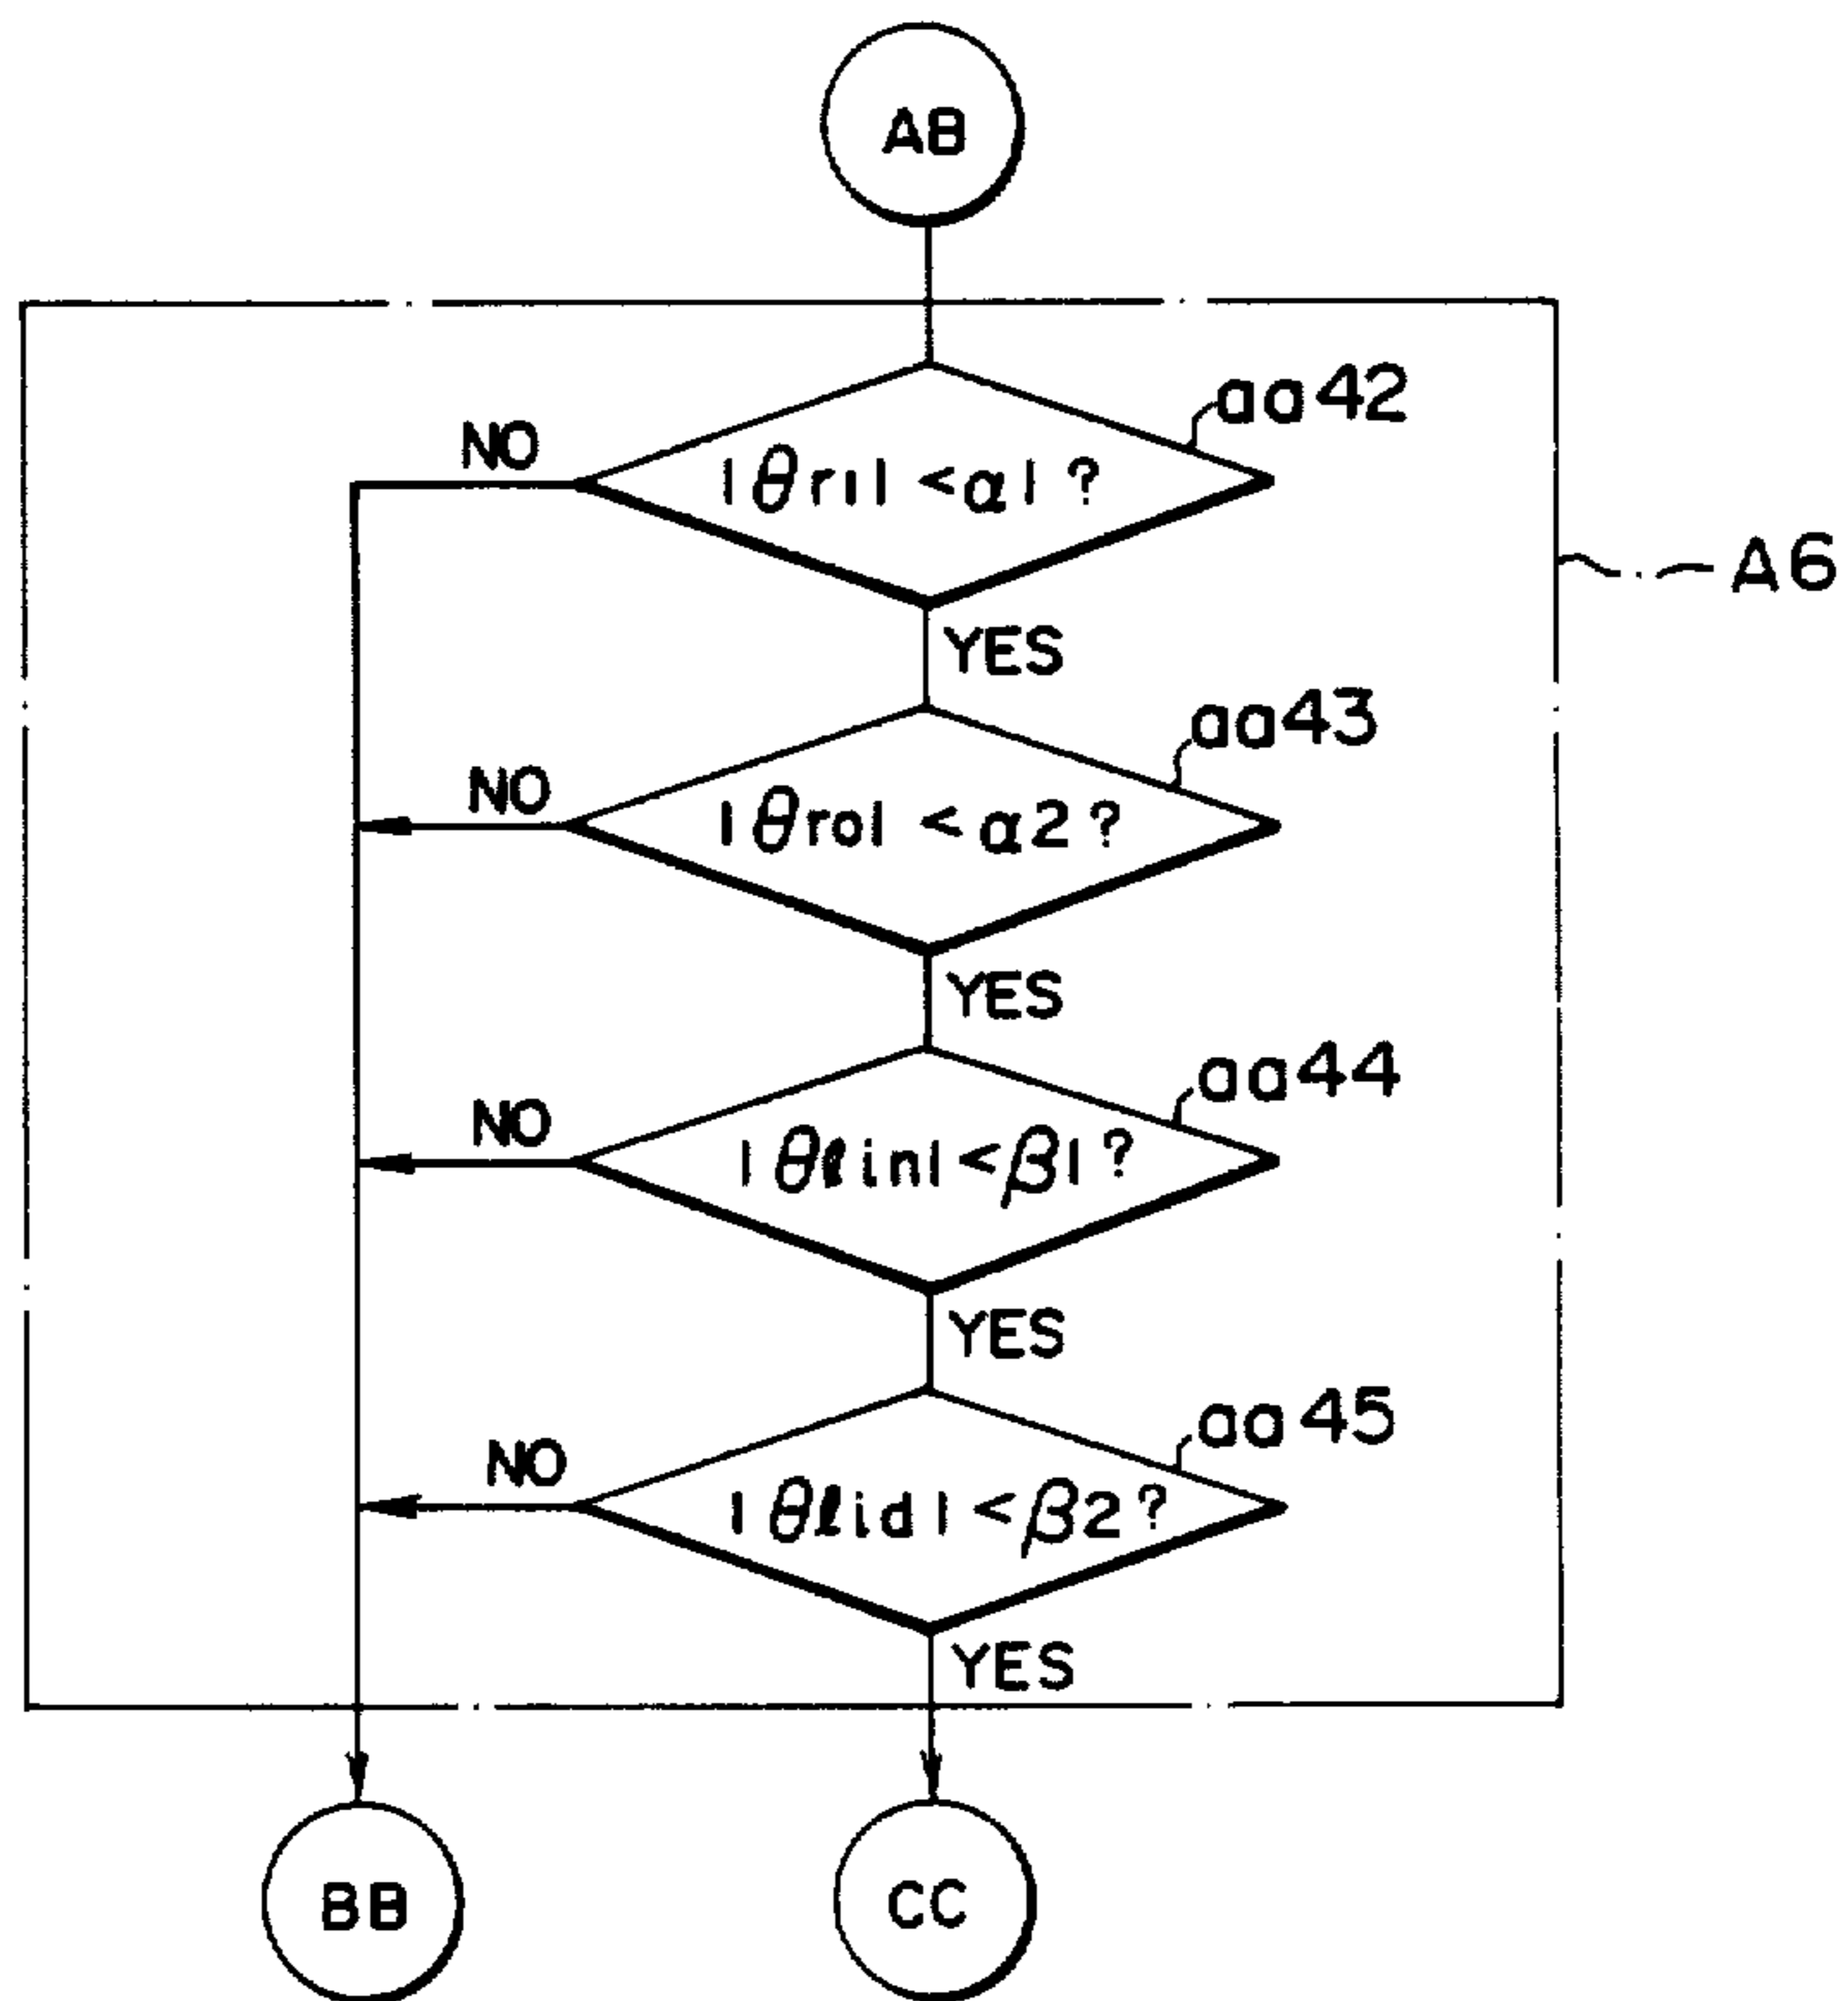 AB
aa42
NO
|θri| <α1?
A6
YES
aa43
NO
|θro| <α2?
YES
aa44
NO
|θℓin| <β1?
YES
aa45
NO
|θℓid| <β2?
YES
BB
CC